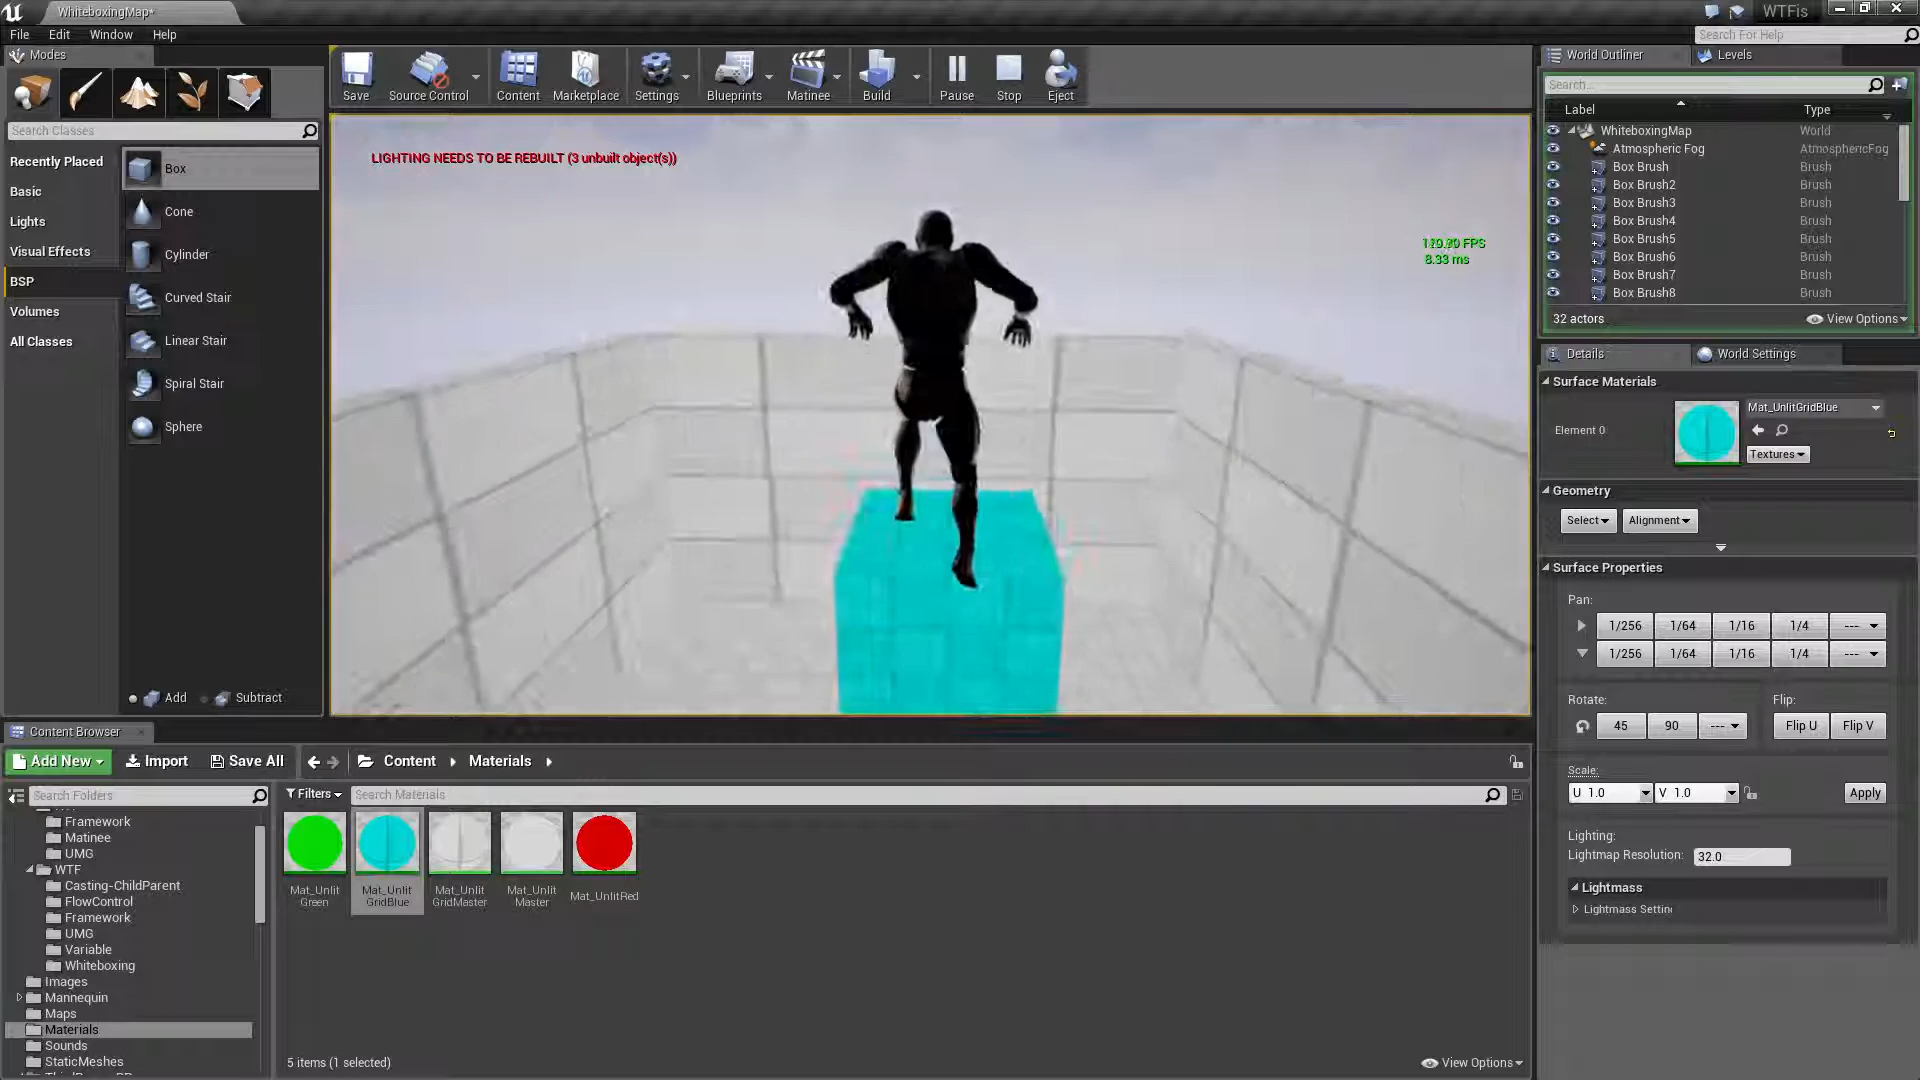 WhiteboxingMap*
WTFis
File Edit Window Help
Search For Help
Modes
Save
Source Control
Content
Marketplace
Settings
Blueprints
Matinee
Build
Pause
Stop
Eject
World Outliner
Levels
Search...
Label Type
WhiteboxingMap World
Atmospheric Fog AtmosphericFog
Box Brush Brush
Box Brush2 Brush
Box Brush3 Brush
Box Brush4 Brush
Box Brush5 Brush
Box Brush6 Brush
Box Brush7 Brush
Box Brush8 Brush
32 actors
View Options
Search Classes
Recently Placed
Basic
Lights
Visual Effects
BSP
Volumes
All Classes
Box
Cone
Cylinder
Curved Stair
Linear Stair
Spiral Stair
Sphere
Add
Subtract
LIGHTING NEEDS TO BE REBUILT (3 unbuilt object(s))
8.33 ms
Details
World Settings
Surface Materials
Element 0
Mat_UnlitGridBlue
Textures
Geometry
Select
Alignment
Surface Properties
Pan:
1/256 1/64 1/16 1/4 ---
1/256 1/64 1/16 1/4 ---
Rotate: Flip:
45 90 --- Flip U Flip V
Scale:
U 1.0 V 1.0 Apply
Lighting:
Lightmap Resolution: 32.0
Lightmass
Lightmass Settin
Content Browser
Add New
Import
Save All
Content
Materials
Search Folders
Filters
Search Materials
Framework
Matinee
UMG
WTF
Casting-ChildParent
FlowControl
Framework
UMG
Variable
Whiteboxing
Images
Mannequin
Maps
Materials
Sounds
StaticMeshes
Mat_Unlit
Green
Mat_Unlit
GridBlue
Mat_Unlit
GridMaster
Mat_Unlit
Master
Mat_UnlitRed
5 items (1 selected)
View Options